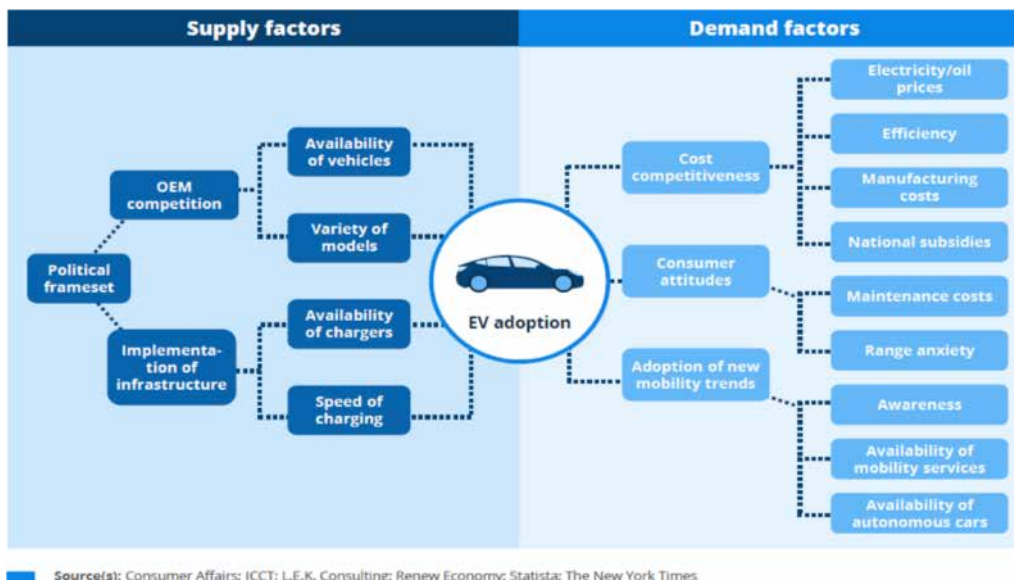 Supply factors
Demand factors
Political
frameset
OEM
competition
Implementa-
tion of
infrastructure
Availability
of vehicles
Variety of
models
Availability
of chargers
Speed of
charging
EV adoption
Cost
competitiveness
Consumer
attitudes
Adoption of new
mobility trends
Electricity/oil
prices
Efficiency
Manufacturing
costs
National subsidies
Maintenance costs
Range anxiety
Awareness
Availability of
mobility services
Availability of
autonomous cars
Source(s): Consumer Affairs; ICCT; L.E.K. Consulting; Renew Economy; Statista; The New York Times